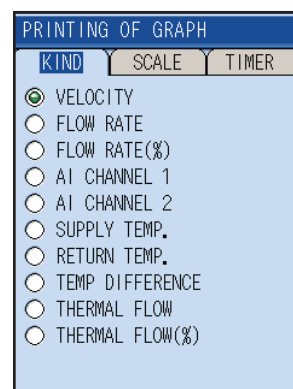 PRINTING OF GRAPH
KIND SCALE TIMER
VELOCITY
FLOW RATE
FLOW RATE(%)
AI CHANNEL 1
AI CHANNEL 2
SUPPLY TEMP.
RETURN TEMP.
TEMP DIFFERENCE
THERMAL FLOW
THERMAL FLOW(%)